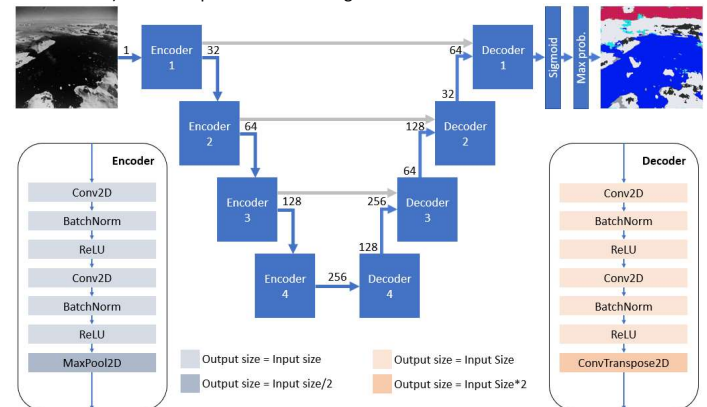 1
Encoder
1
32
64
Decoder
1
Sigmoid
Max prob.
Encoder
2
64
32
128
Decoder
2
Encoder
3
128
64
256
Decoder
3
Encoder
4
256
128
Decoder
4
Encoder
Conv2D
BatchNorm
ReLU
Conv2D
BatchNorm
ReLU
MaxPool2D
Decoder
Conv2D
BatchNorm
ReLU
Conv2D
BatchNorm
ReLU
ConvTranspose2D
Output size = Input size
Output size = Input size/2
Output size = Input Size
Output size = Input Size*2